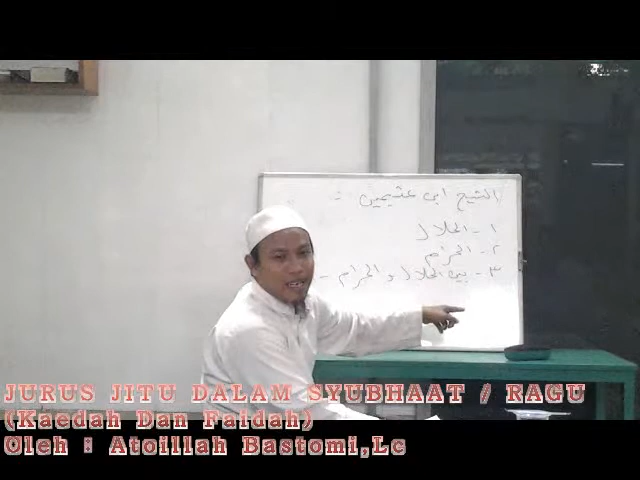 الشيخ ابن عثيمين :
١ - الحلال
٢ - الحرام
٣ - بين الحلال و الحرام -
JURUS JITU DALAM SYUBHAAT / RAGU
(Kaedah Dan Faidah)
Oleh : Atoillah Bastomi,Lc